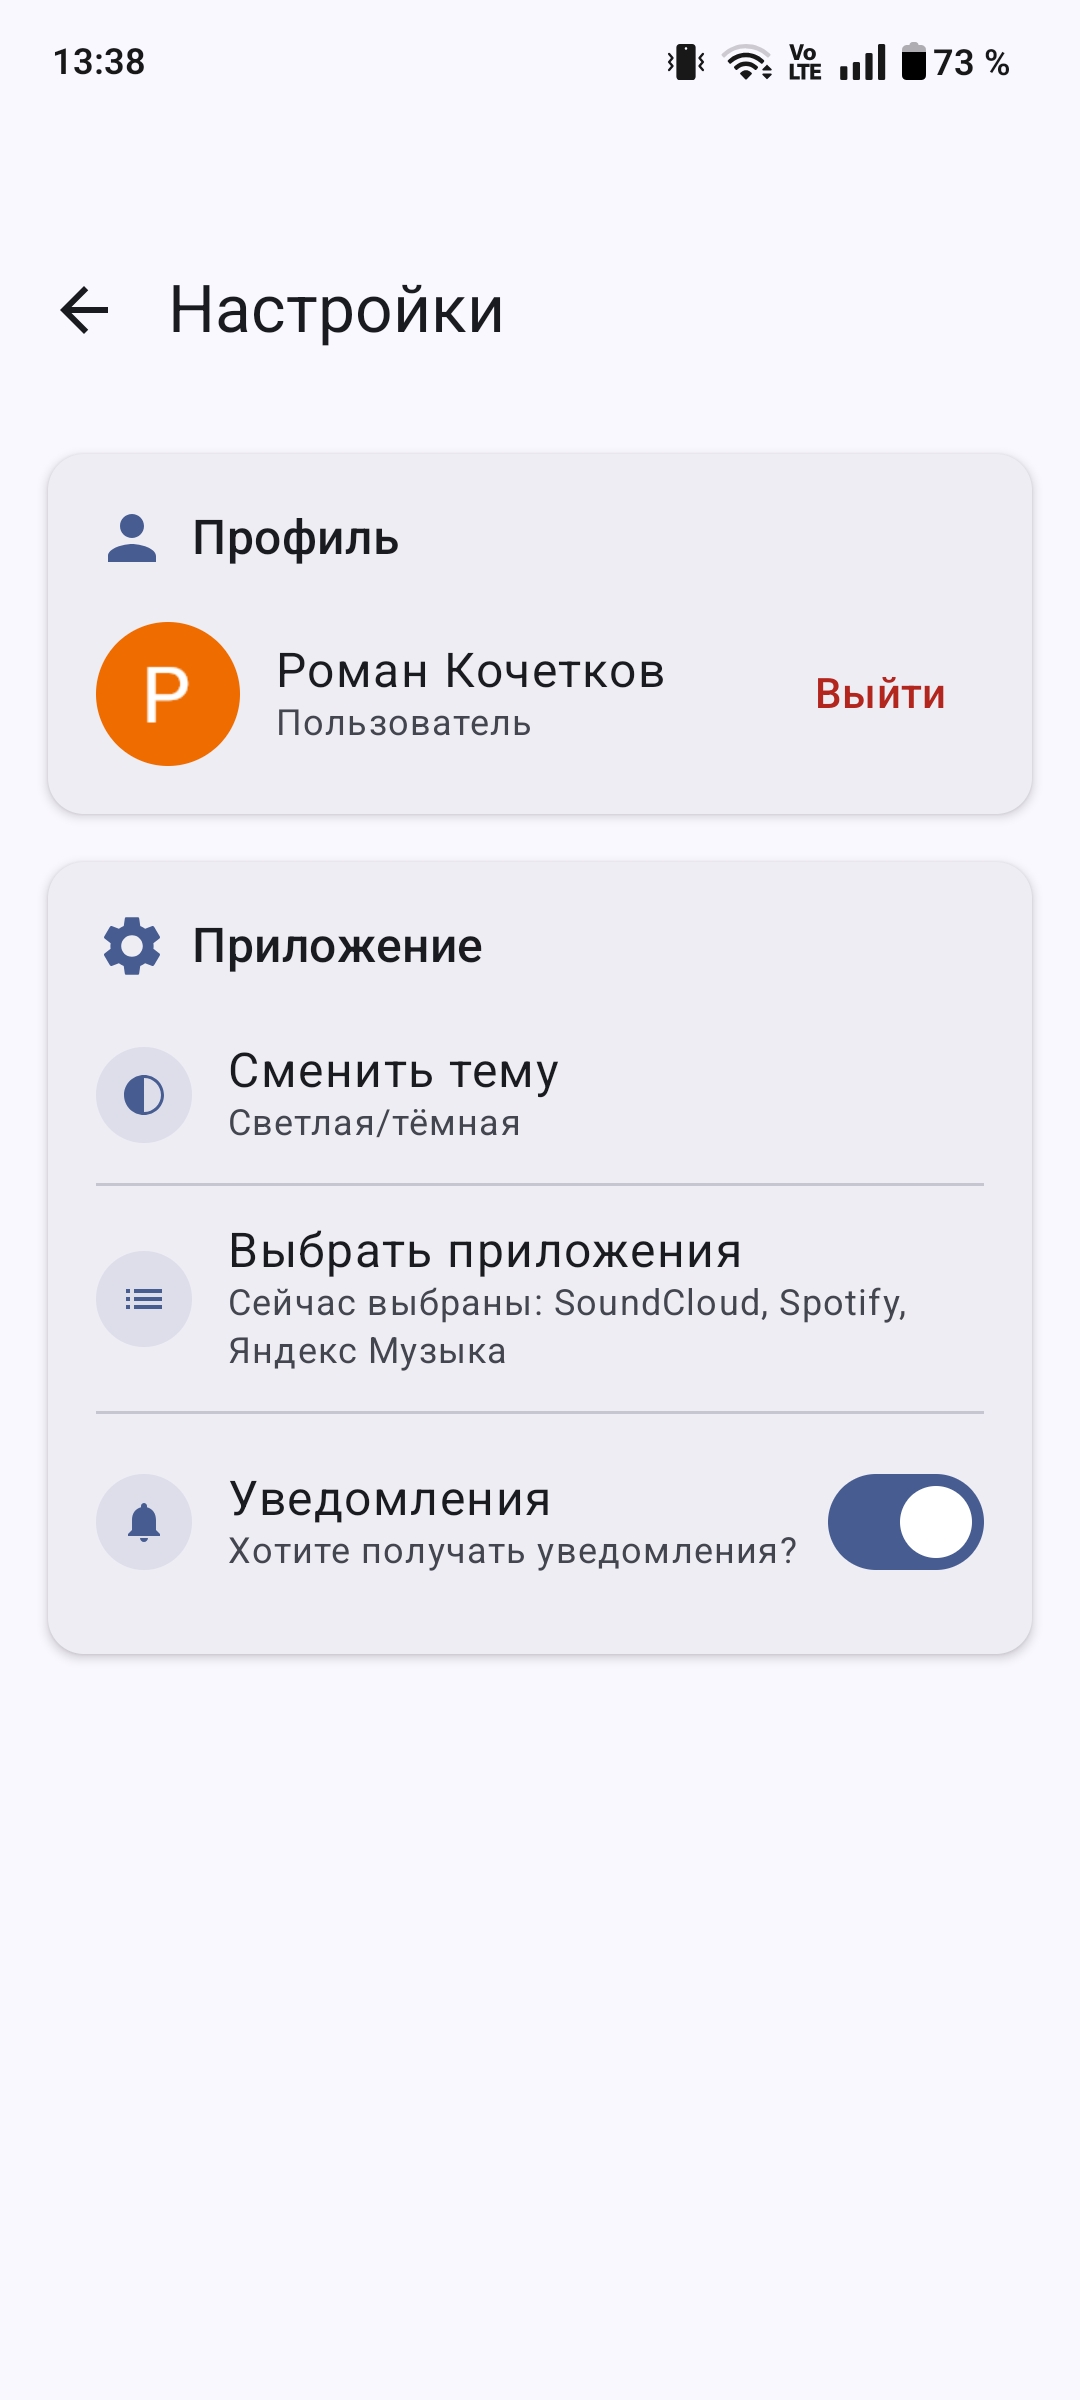 13:38
Vo
LTE
73 %
Настройки
Профиль
Р
Роман Кочетков
Пользователь
Выйти
Приложение
Сменить тему
Светлая/тёмная
Выбрать приложения
Сейчас выбраны: SoundCloud, Spotify,
Яндекс Музыка
Уведомления
Хотите получать уведомления?